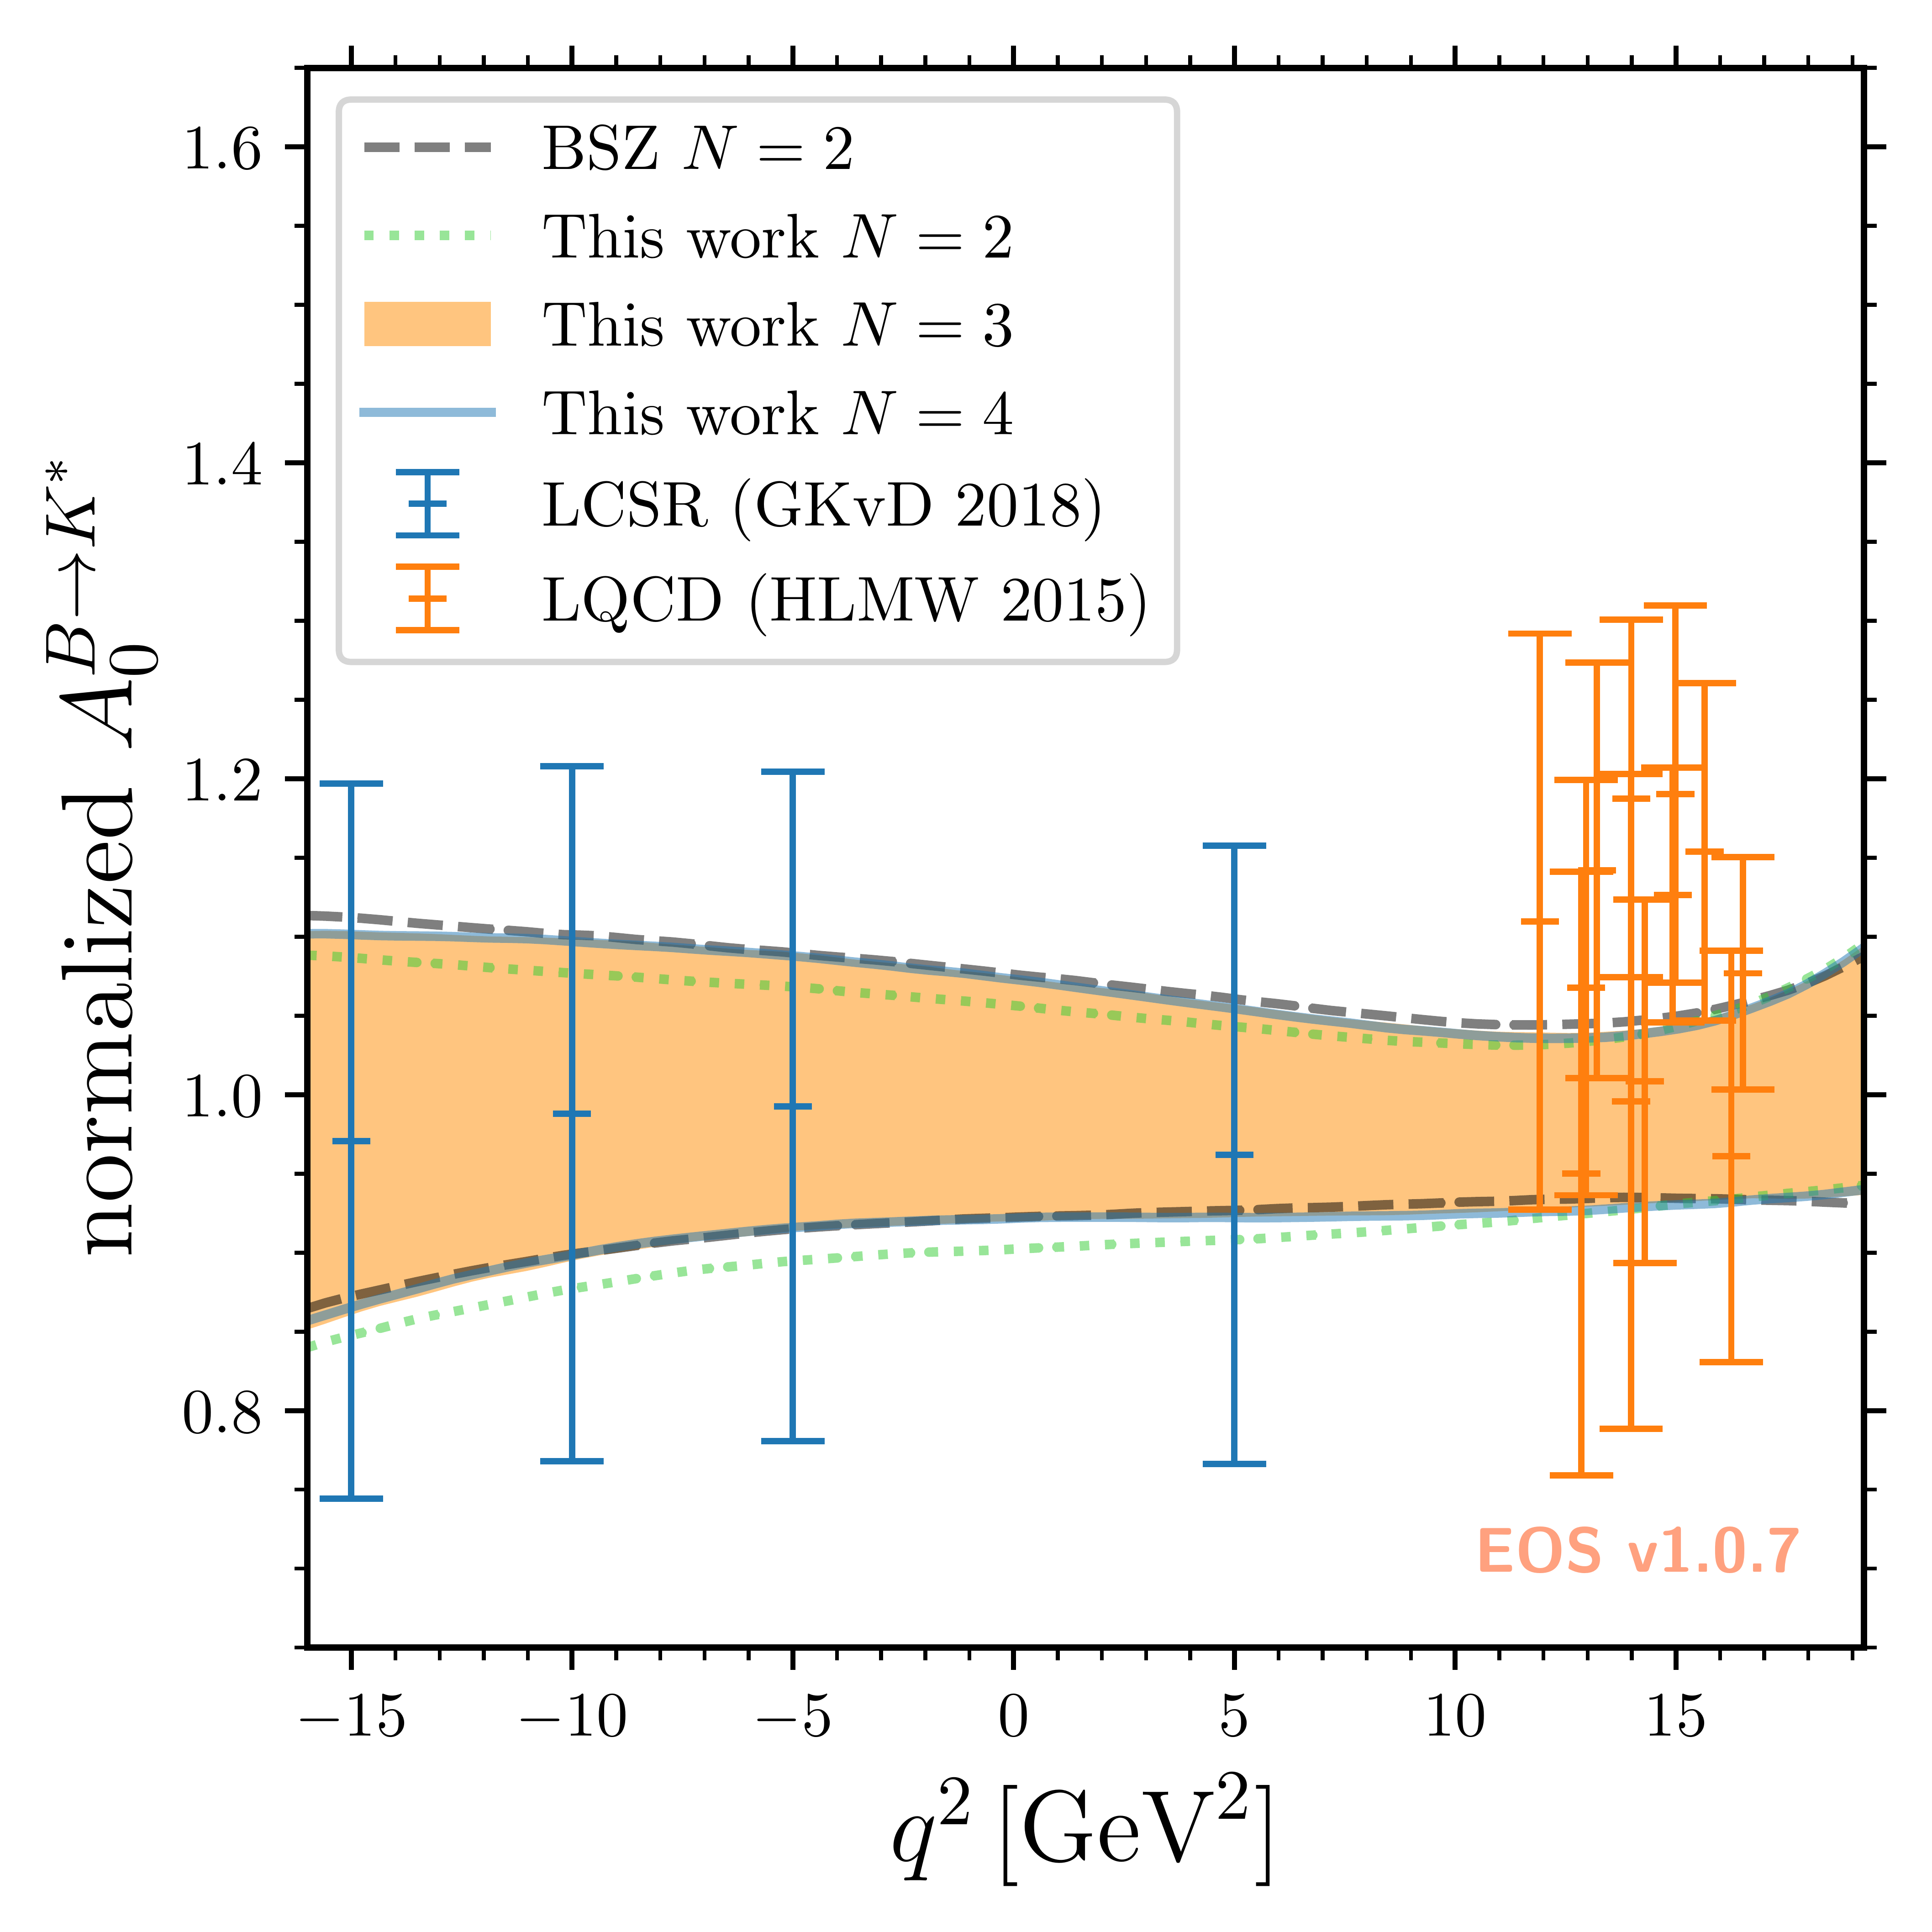 normalized $A_0^{B \to K^*}$
1.6
1.4
1.2
1.0
0.8
BSZ $N = 2$
This work $N = 2$
This work $N = 3$
This work $N = 4$
LCSR (GKvD 2018)
LQCD (HLMW 2015)
EOS v1.0.7
−15 −10 −5 0 5 10 15
$q^2$ [GeV$^2$]